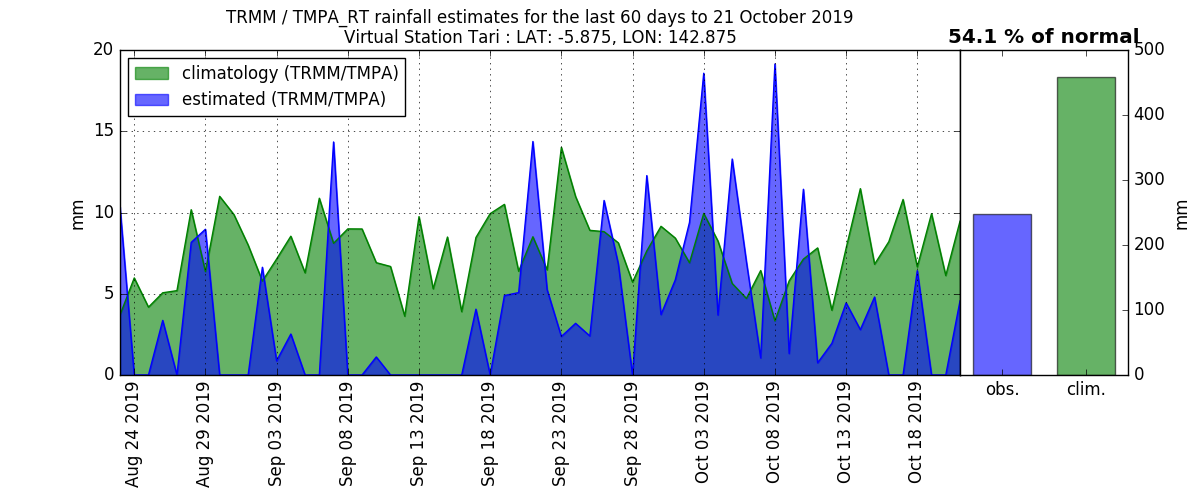 TRMM / TMPA_RT rainfall estimates for the last 60 days to 21 October 2019
Virtual Station Tari : LAT: -5.875, LON: 142.875
54.1 % of normal
climatology (TRMM/TMPA)
estimated (TRMM/TMPA)
20
15
10
5
0
mm
500
400
300
200
100
0
mm
Aug 24 2019
Aug 29 2019
Sep 03 2019
Sep 08 2019
Sep 13 2019
Sep 18 2019
Sep 23 2019
Sep 28 2019
Oct 03 2019
Oct 08 2019
Oct 13 2019
Oct 18 2019
obs.
clim.